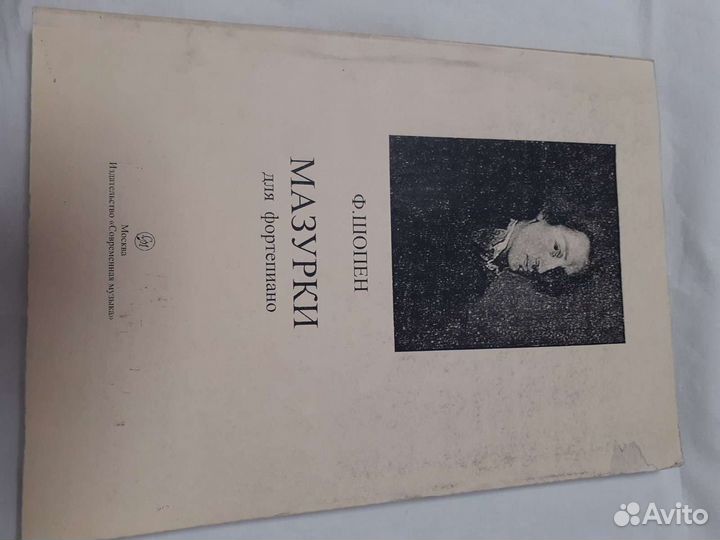 Ф.ШОПЕН
МАЗУРКИ
для фортепиано
Москва
Издательство «Современная музыка»
Avito